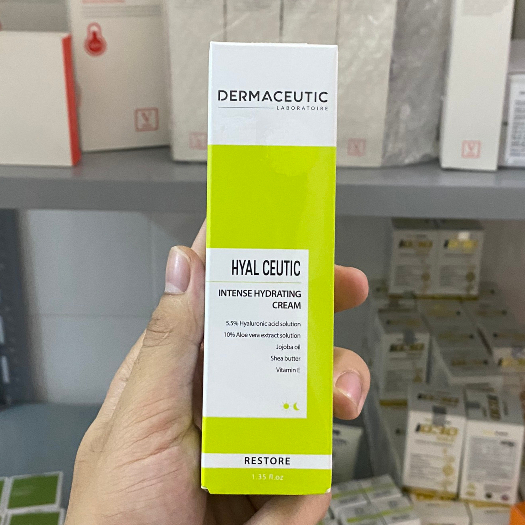 DERMACEUTIC
LABORATOIRE
HYAL CEUTIC
INTENSE HYDRATING
CREAM
5.5% Hyaluronic acid solution
10% Aloe vera extract solution
Jojoba oil
Shea butter
Vitamin E
RESTORE
1.35 fl.oz